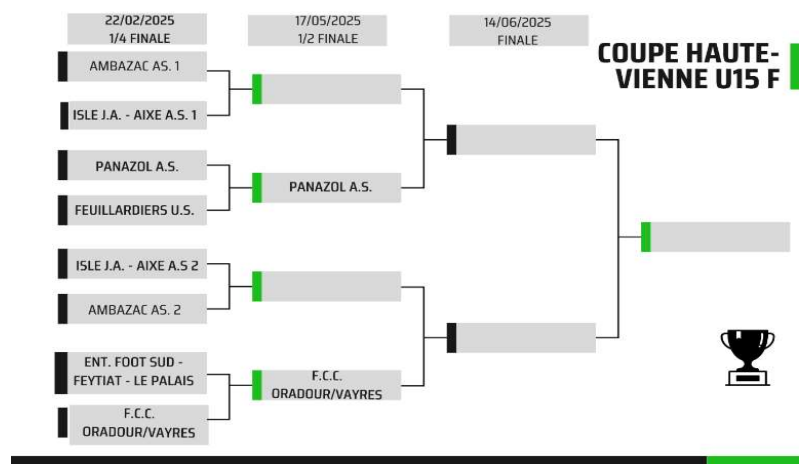 22/02/2025
1/4 FINALE
17/05/2025
1/2 FINALE
14/06/2025
FINALE
COUPE HAUTE-
VIENNE U15 F
AMBAZAC AS. 1
ISLE J.A. - AIXE A.S. 1
PANAZOL A.S.
FEUILLARDIERS U.S.
PANAZOL A.S.
ISLE J.A. - AIXE A.S 2
AMBAZAC AS. 2
ENT. FOOT SUD -
FEYTIAT - LE PALAIS
F.C.C.
ORADOUR/VAYRES
F.C.C.
ORADOUR/VAYRES